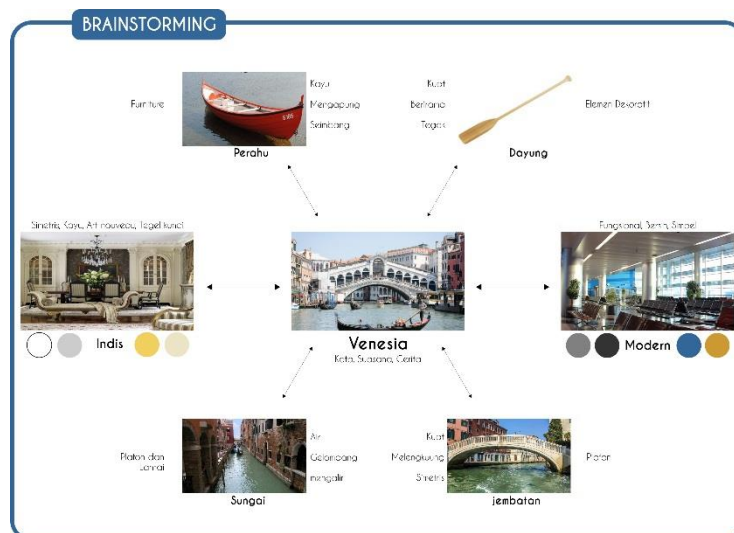 BRAINSTORMING
Furniture
Kayu
Mengapung
Seimbang
Perahu
Kuat
Berirama
Tegak
Elemen Dekoratif
Dayung
Simetris, Kayu, Art nouveau, Tegel kunci
Indis
Venesia
Kota, Suasana, Cerita
Fungsional, Bersih, Simpel
Modern
Plafon dan
Lantai
Air
Gelombang
mengalir
Sungai
Kuat
Melengkung
Simetris
Plafon
jembatan